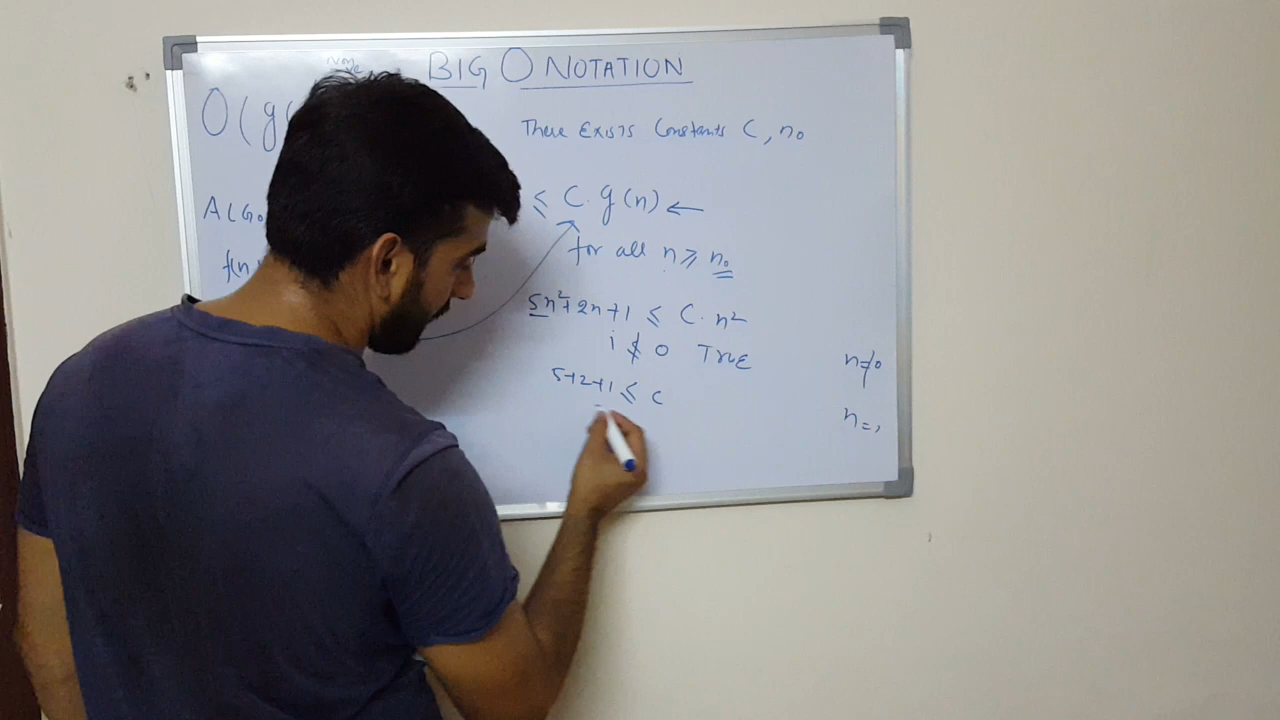 BIG O NOTATION
O(g(
There Exists Constants C, n₀
ALGO
≤ C. g(n) ←
for all n ≥ n₀
f(n
5n²+2n+1 ≤ C. n²
1 ≰ 0 TRUE
n≠0
5+2+1 ≤ C
n=1